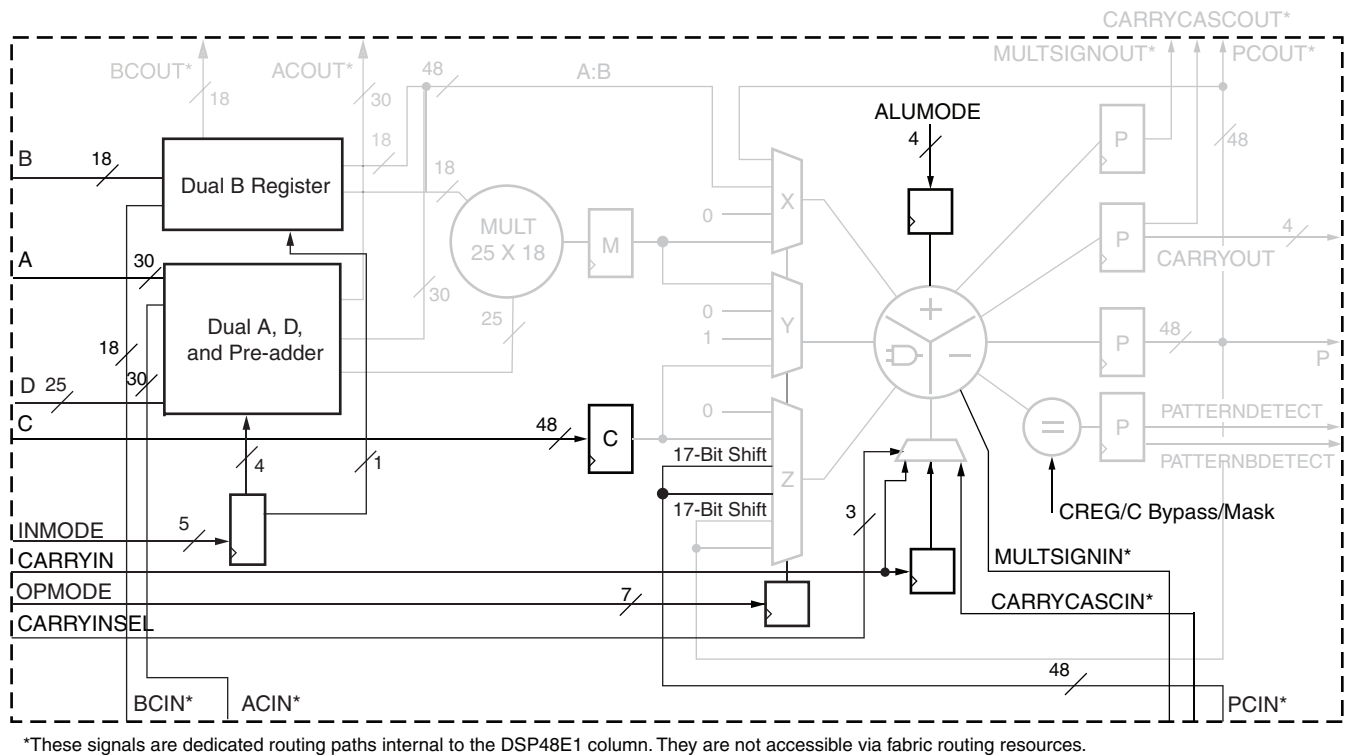 CARRYCASCOUT*
MULTSIGNOUT* PCOUT*
BCOUT* ACOUT* 48 A:B
18 30
ALUMODE
4
B 18
Dual B Register
18
18
48
P
X
0
MULT
25 X 18
M
P
4
CARRYOUT
A 30
30
Dual A, D,
and Pre-adder
25
0
1
Y
+
−
P
48
P
18
30
D 25
C 48
C
0
17-Bit Shift
Z
17-Bit Shift
=
P
PATTERNDETECT
PATTERNBDETECT
4
1
3
CREG/C Bypass/Mask
INMODE 5
CARRYIN
OPMODE 7
CARRYINSEL
MULTSIGNIN*
CARRYCASCIN*
48
BCIN* ACIN* PCIN*
*These signals are dedicated routing paths internal to the DSP48E1 column. They are not accessible via fabric routing resources.